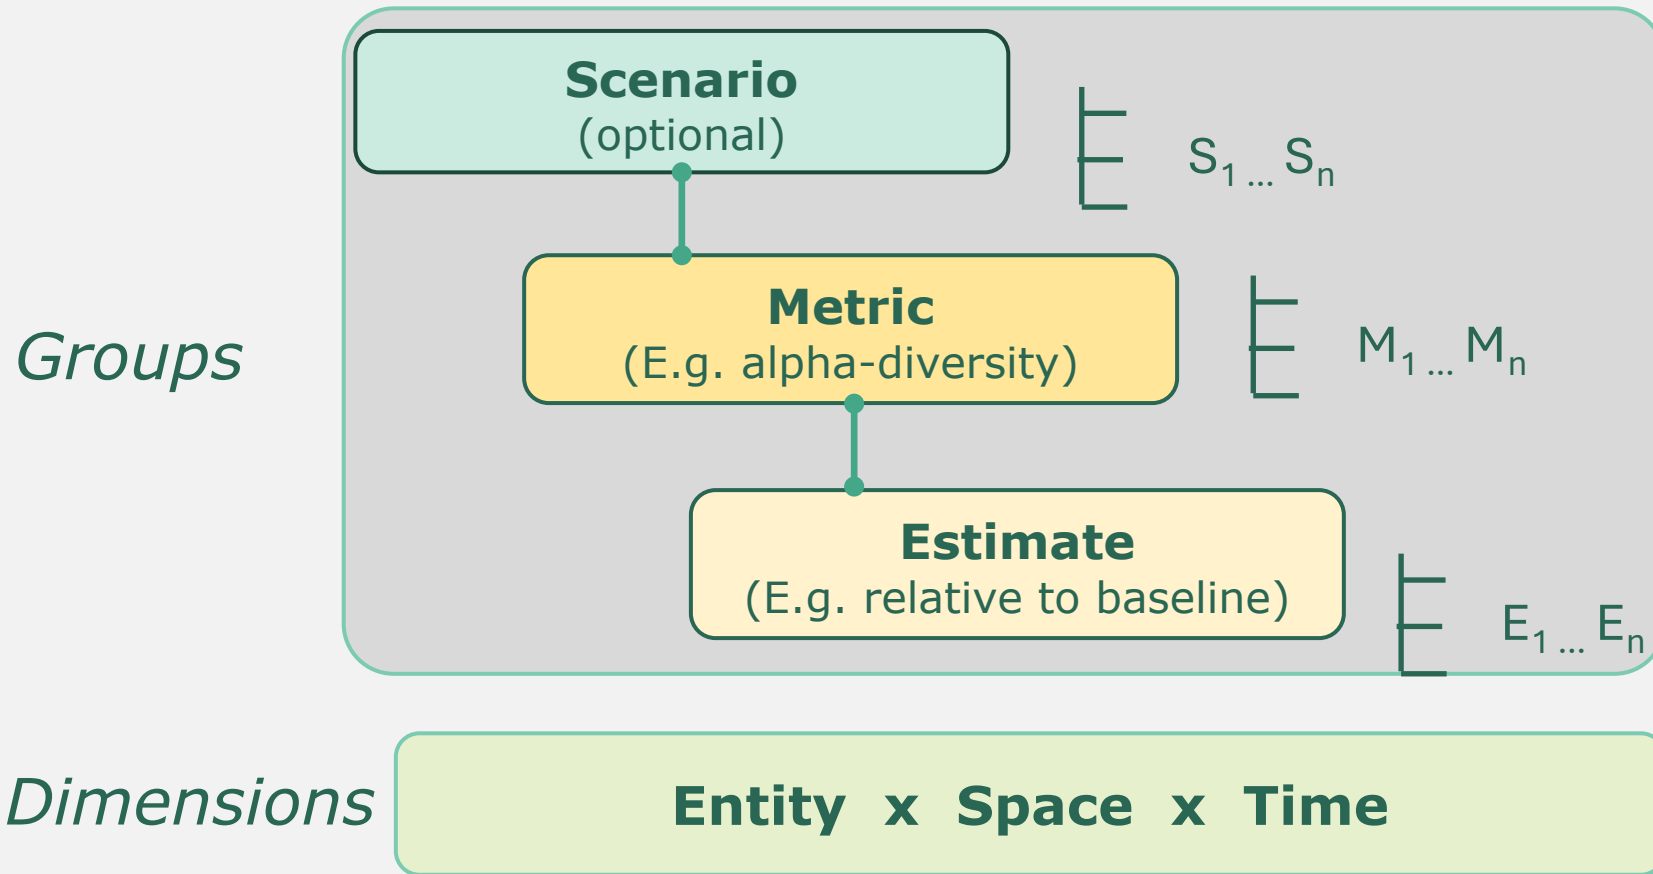 Scenario
(optional)
S1 ... Sn
Groups
Metric
(E.g. alpha-diversity)
M1 ... Mn
Estimate
(E.g. relative to baseline)
E1 ... En
Dimensions
Entity x Space x Time